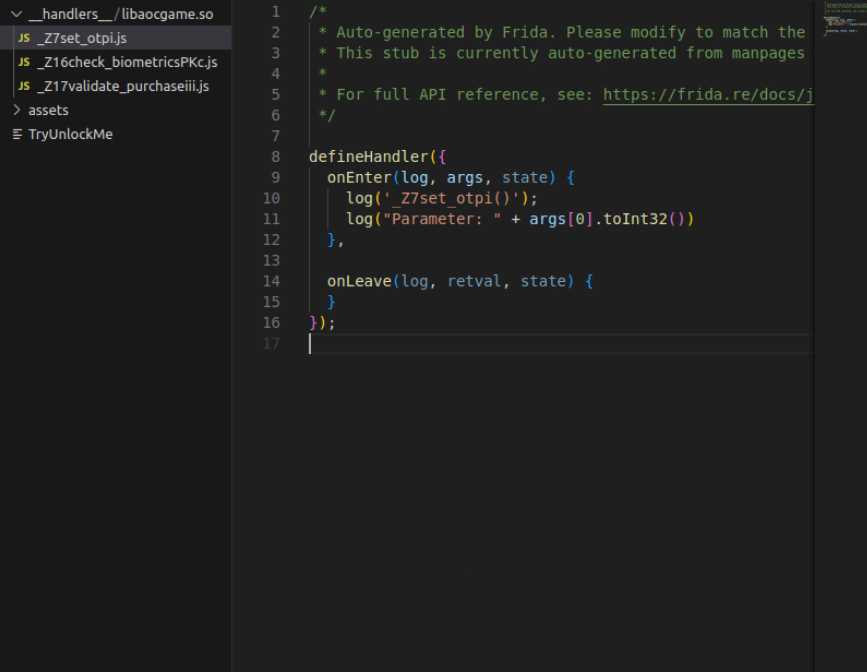 __handlers__/libaocgame.so
JS _Z7set_otpi.js
JS _Z16check_biometricsPKc.js
JS _Z17validate_purchaseiii.js
assets
TryUnlockMe
1 /*
2 * Auto-generated by Frida. Please modify to match the
3 * This stub is currently auto-generated from manpages
4 *
5 * For full API reference, see: https://frida.re/docs/j
6 */
7
8 defineHandler({
9 onEnter(log, args, state) {
10 log('_Z7set_otpi()');
11 log("Parameter: " + args[0].toInt32())
12 },
13
14 onLeave(log, retval, state) {
15 }
16 });
17